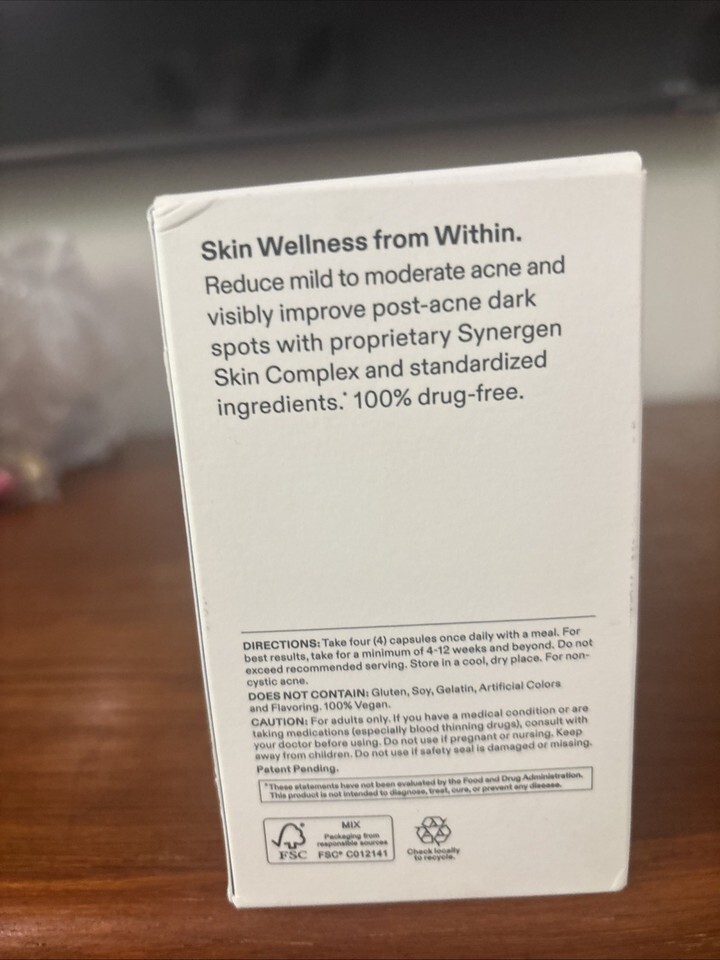 Skin Wellness from Within.
Reduce mild to moderate acne and
visibly improve post-acne dark
spots with proprietary Synergen
Skin Complex and standardized
ingredients.* 100% drug-free.
DIRECTIONS: Take four (4) capsules once daily with a meal. For
best results, take for a minimum of 4-12 weeks and beyond. Do not
exceed recommended serving. Store in a cool, dry place. For non-
cystic acne.
DOES NOT CONTAIN: Gluten, Soy, Gelatin, Artificial Colors
and Flavoring. 100% Vegan.
CAUTION: For adults only. If you have a medical condition or are
taking medications (especially blood thinning drugs), consult with
your doctor before using. Do not use if pregnant or nursing. Keep
away from children. Do not use if safety seal is damaged or missing.
Patent Pending.
*These statements have not been evaluated by the Food and Drug Administration.
This product is not intended to diagnose, treat, cure, or prevent any disease.
FSC
MIX
Packaging from
responsible sources
FSC® C012141
Check locally
to recycle.